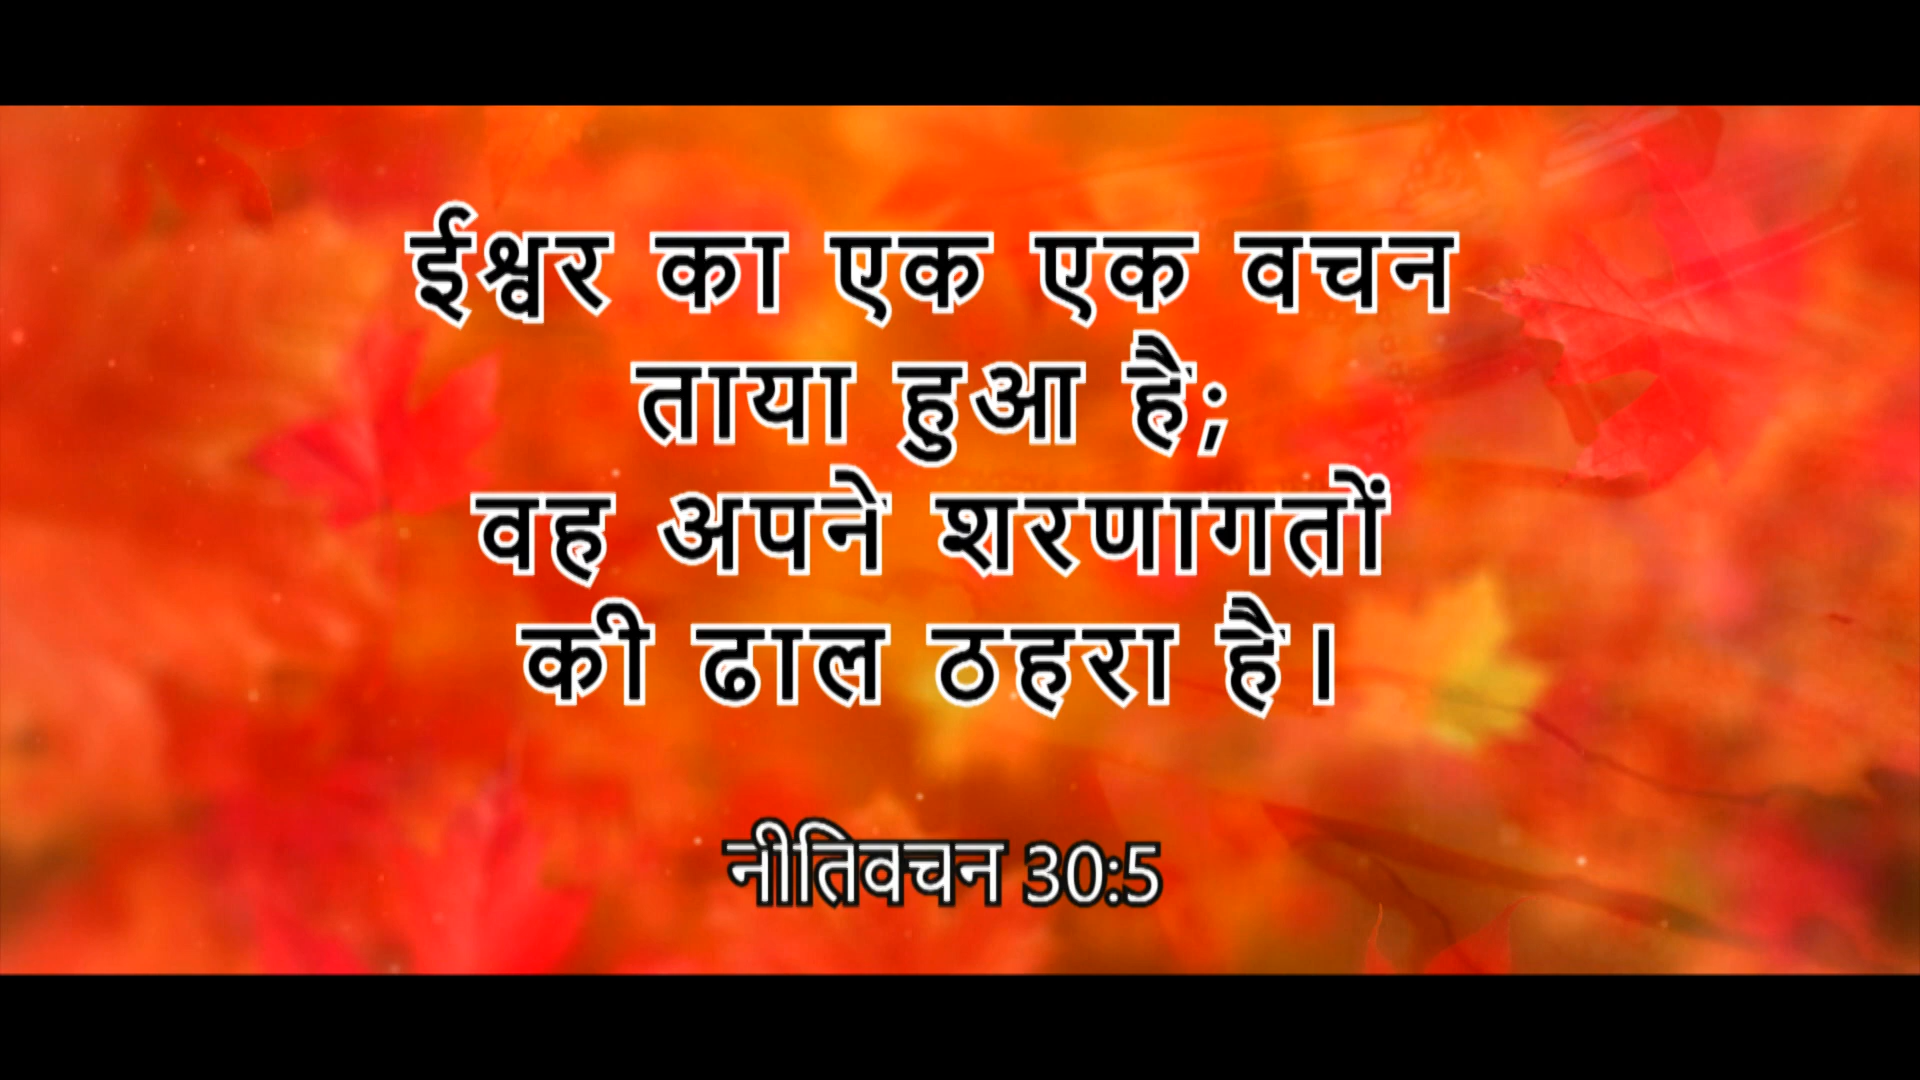 ईश्वर का एक एक वचन
ताया हुआ है;
वह अपने शरणागतों
की ढाल ठहरा है।
नीतिवचन 30:5